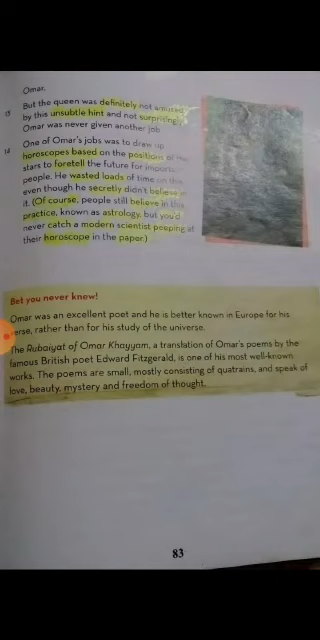 Omar.
13 But the queen was definitely not amused
by this unsubtle hint and not surprisingly
Omar was never given another job.
14 One of Omar's jobs was to draw up
horoscopes based on the positions of the
stars to foretell the future for
people. He wasted loads of time on this
even though he secretly didn't believe in
it. (Of course, people still believe in this
practice, known as astrology, but you'd
never catch a modern scientist peeping at
their horoscope in the paper.)
Bet you never knew!
Omar was an excellent poet and he is better known in Europe for his
verse, rather than for his study of the universe.
The Rubaiyat of Omar Khayyam, a translation of Omar's poems by the
famous British poet Edward Fitzgerald, is one of his most well-known
works. The poems are small, mostly consisting of quatrains, and speak of
love, beauty, mystery and freedom of thought.
83